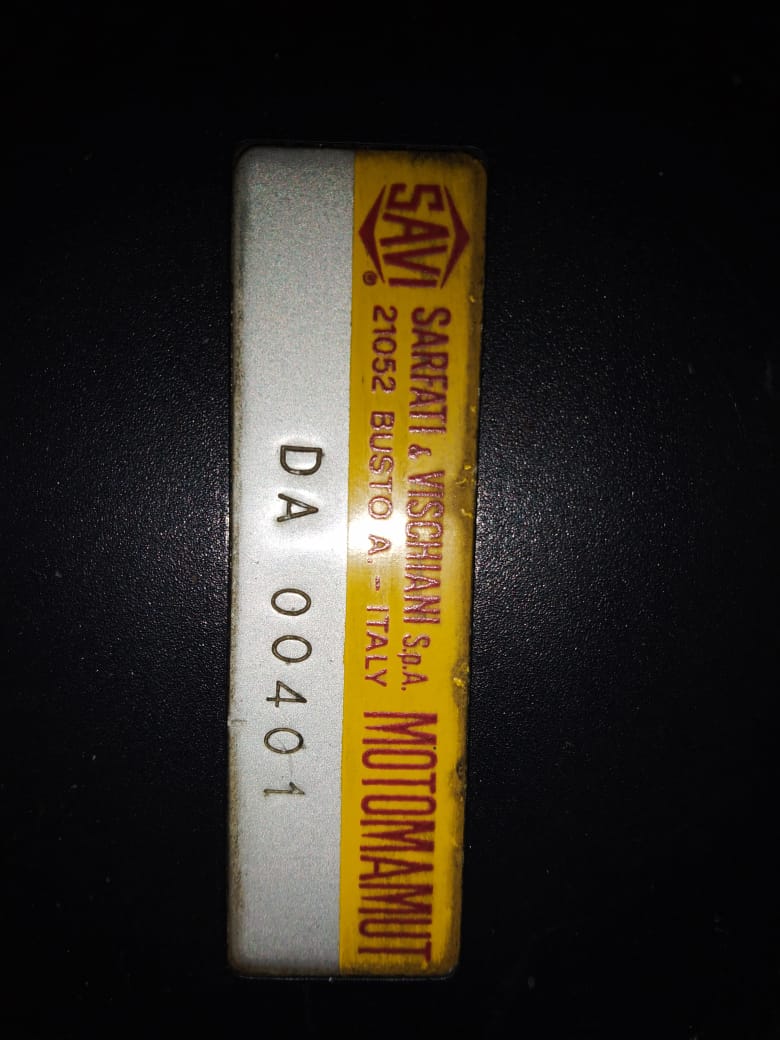 SAVI ®
SARFATI & VISCHIANI S.p.A.
21052 BUSTO A. - ITALY
MOTOMAMUT
DA 00401